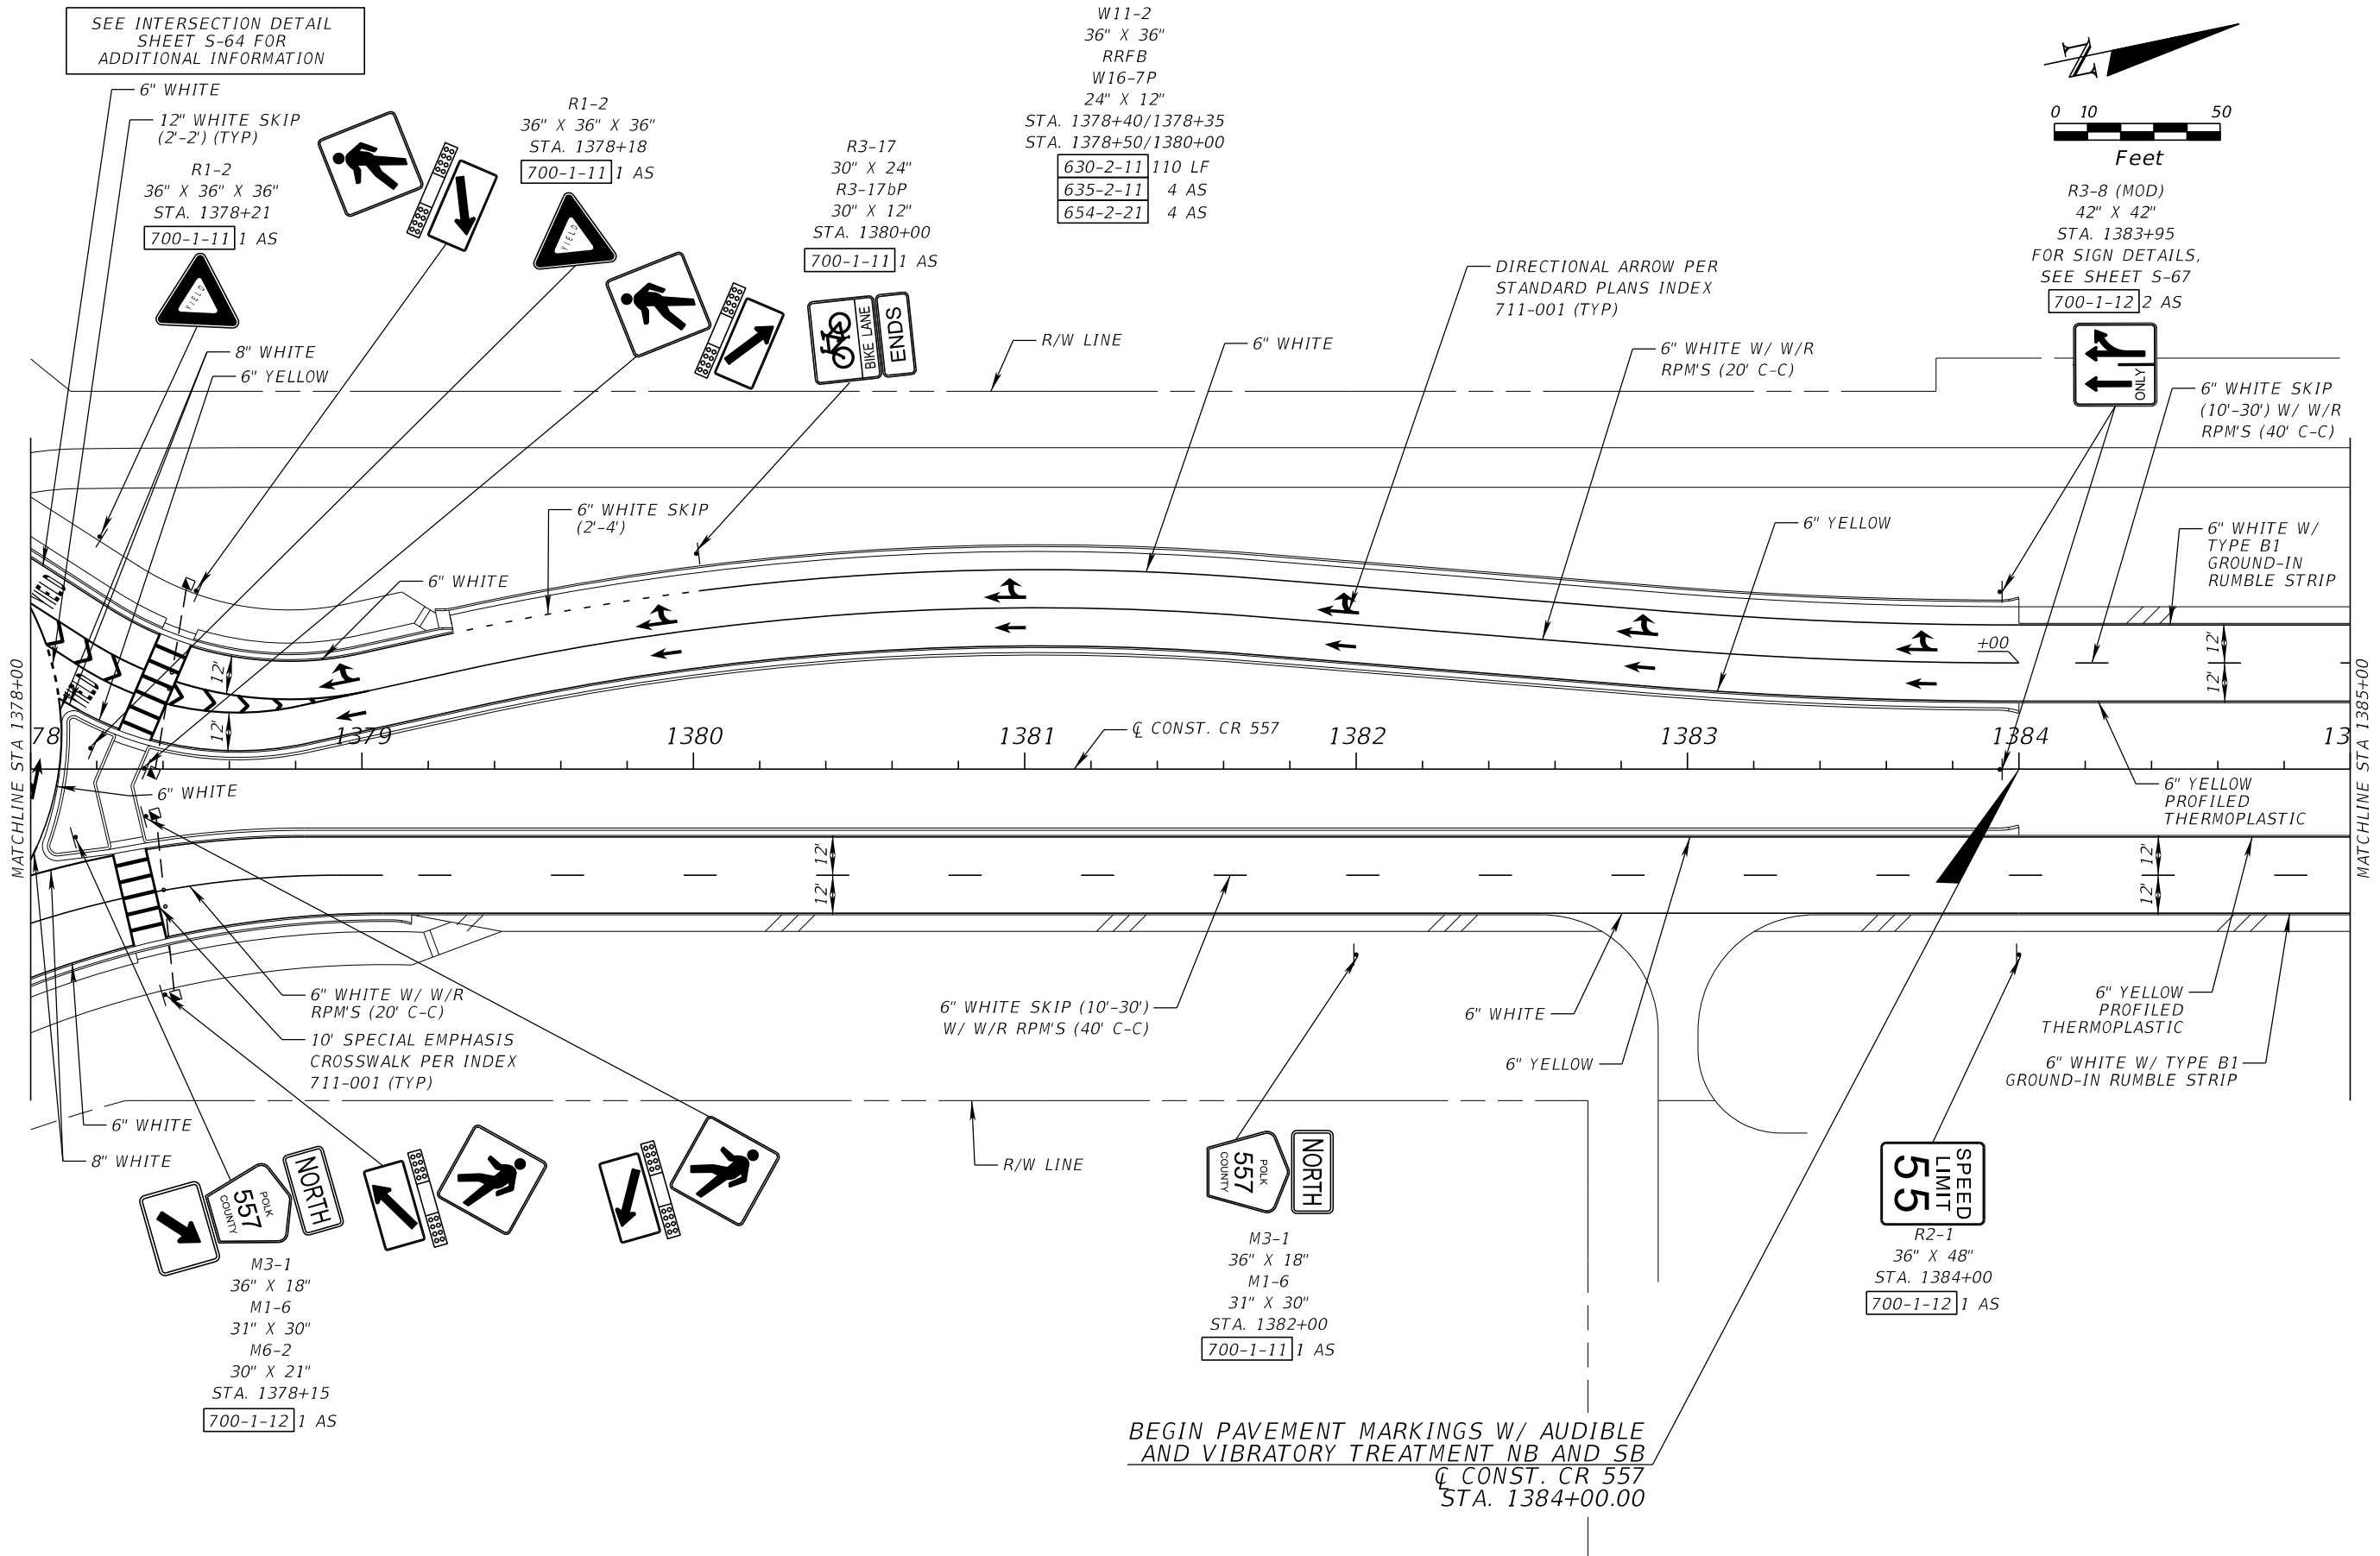 SEE INTERSECTION DETAIL
SHEET S-64 FOR
ADDITIONAL INFORMATION
6" WHITE
12" WHITE SKIP
(2'-2') (TYP)
R1-2
36" X 36" X 36"
STA. 1378+21
700-1-11 1 AS
YIELD
8" WHITE
6" YELLOW
R1-2
36" X 36" X 36"
STA. 1378+18
700-1-11 1 AS
YIELD
R3-17
30" X 24"
R3-17bP
30" X 12"
STA. 1380+00
700-1-11 1 AS
BIKE LANE
ENDS
W11-2
36" X 36"
RRFB
W16-7P
24" X 12"
STA. 1378+40/1378+35
STA. 1378+50/1380+00
630-2-11 110 LF
635-2-11 4 AS
654-2-21 4 AS
N
0 10 50
Feet
R3-8 (MOD)
42" X 42"
STA. 1383+95
FOR SIGN DETAILS,
SEE SHEET S-67
700-1-12 2 AS
ONLY
DIRECTIONAL ARROW PER
STANDARD PLANS INDEX
711-001 (TYP)
R/W LINE
6" WHITE
6" WHITE W/ W/R
RPM'S (20' C-C)
6" WHITE SKIP
(10'-30') W/ W/R
RPM'S (40' C-C)
6" WHITE SKIP
(2'-4')
6" YELLOW
6" WHITE W/
TYPE B1
GROUND-IN
RUMBLE STRIP
6" WHITE
12'
12'
+00
12'
12'
MATCHLINE STA 1378+00
78
1379
1380
1381
℄ CONST. CR 557
1382
1383
1384
13
MATCHLINE STA 1385+00
6" WHITE
6" YELLOW
PROFILED
THERMOPLASTIC
12'
12'
12'
12'
6" WHITE W/ W/R
RPM'S (20' C-C)
10' SPECIAL EMPHASIS
CROSSWALK PER INDEX
711-001 (TYP)
6" WHITE SKIP (10'-30')
W/ W/R RPM'S (40' C-C)
6" WHITE
6" YELLOW
6" YELLOW
PROFILED
THERMOPLASTIC
6" WHITE W/ TYPE B1
GROUND-IN RUMBLE STRIP
6" WHITE
8" WHITE
R/W LINE
NORTH
POLK
557
COUNTY
M3-1
36" X 18"
M1-6
31" X 30"
M6-2
30" X 21"
STA. 1378+15
700-1-12 1 AS
NORTH
POLK
557
COUNTY
M3-1
36" X 18"
M1-6
31" X 30"
STA. 1382+00
700-1-11 1 AS
SPEED
LIMIT
55
R2-1
36" X 48"
STA. 1384+00
700-1-12 1 AS
BEGIN PAVEMENT MARKINGS W/ AUDIBLE
AND VIBRATORY TREATMENT NB AND SB
℄ CONST. CR 557
STA. 1384+00.00